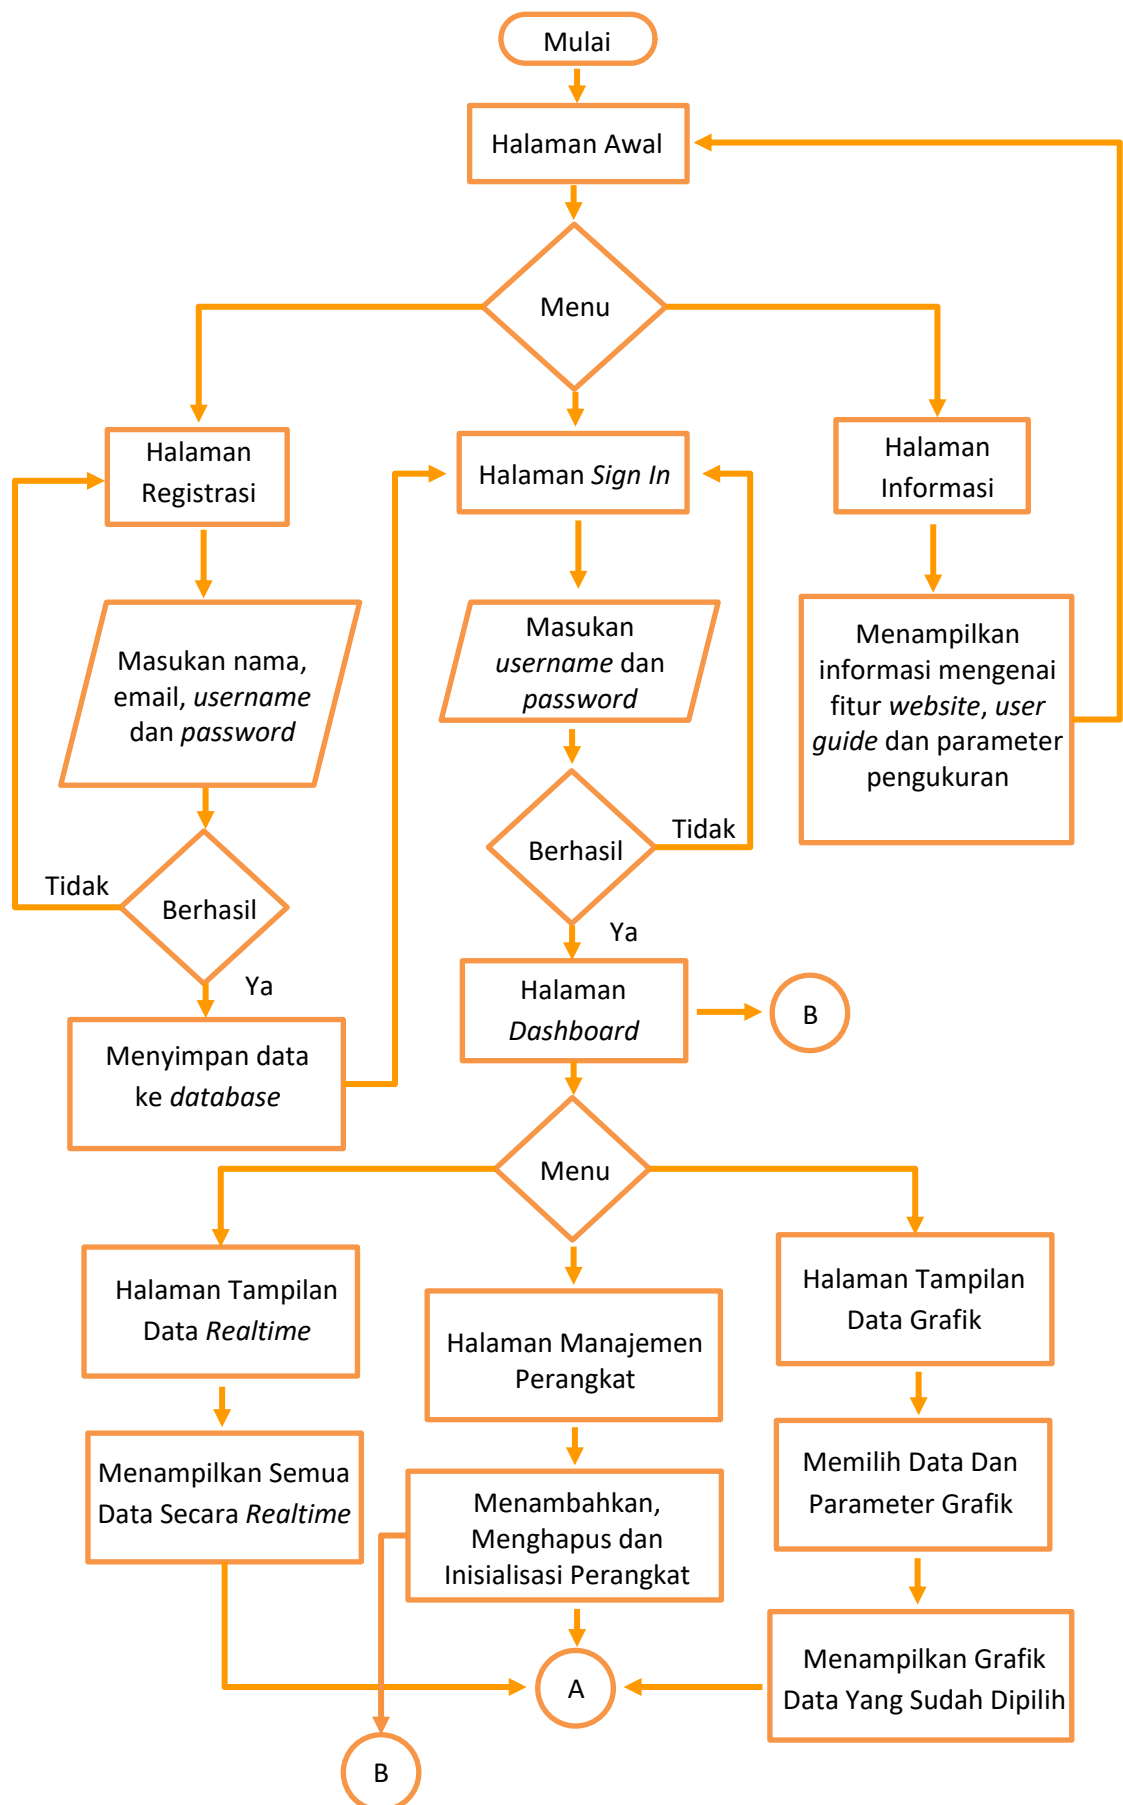 Mulai
Halaman Awal
Menu
Halaman
Registrasi
Halaman Sign In
Halaman
Informasi
Masukan nama,
email, username
dan password
Masukan
username dan
password
Menampilkan
informasi mengenai
fitur website, user
guide dan parameter
pengukuran
Tidak
Berhasil
Ya
Berhasil
Tidak
Ya
Menyimpan data
ke database
Halaman
Dashboard
B
Menu
Halaman Tampilan
Data Realtime
Halaman Manajemen
Perangkat
Halaman Tampilan
Data Grafik
Menampilkan Semua
Data Secara Realtime
Menambahkan,
Menghapus dan
Inisialisasi Perangkat
Memilih Data Dan
Parameter Grafik
Menampilkan Grafik
Data Yang Sudah Dipilih
A
B